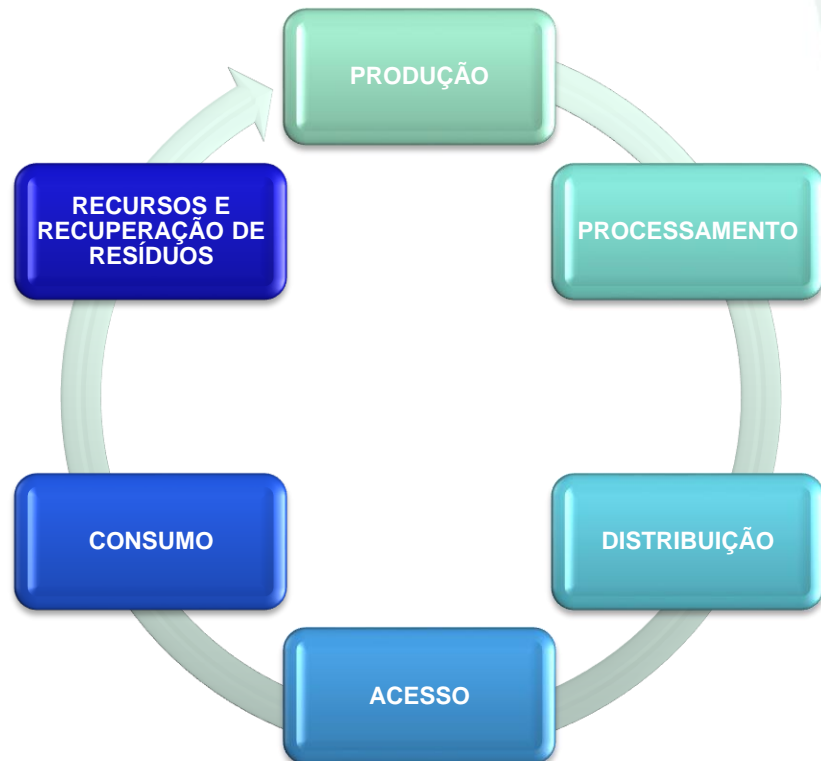 PRODUÇÃO
PROCESSAMENTO
DISTRIBUIÇÃO
ACESSO
CONSUMO
RECURSOS E
RECUPERAÇÃO DE
RESÍDUOS